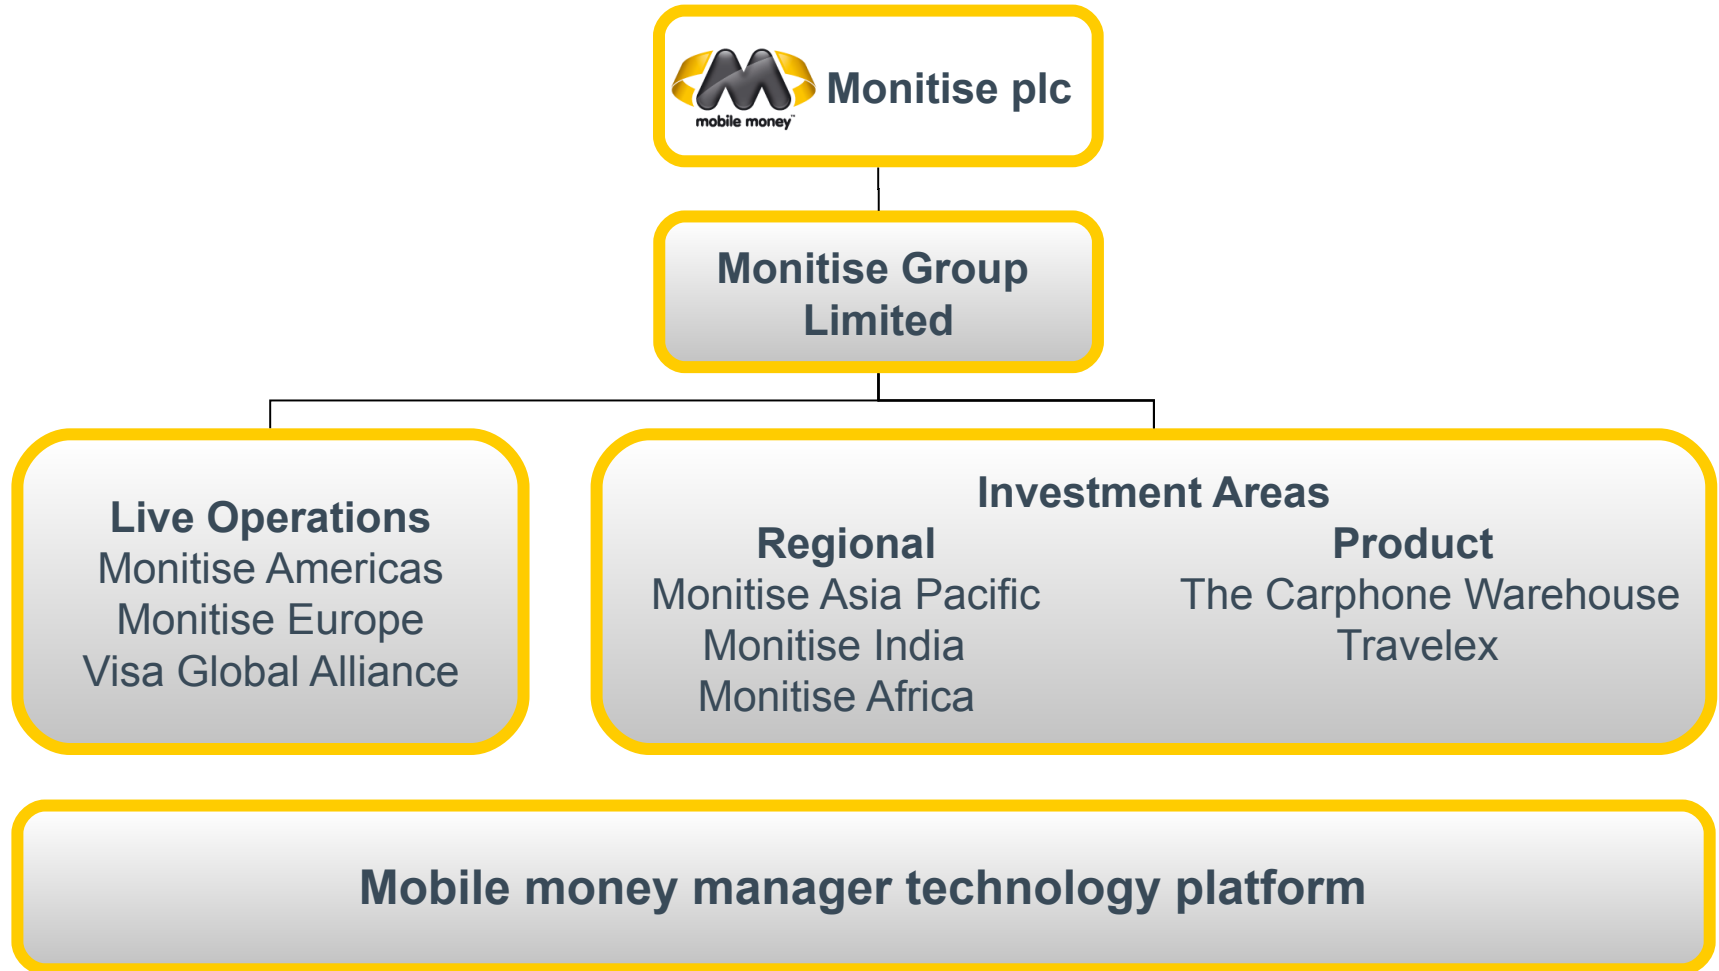 mobile money™
Monitise plc
Monitise Group
Limited
Live Operations
Monitise Americas
Monitise Europe
Visa Global Alliance
Investment Areas
Regional
Monitise Asia Pacific
Monitise India
Monitise Africa
Product
The Carphone Warehouse
Travelex
Mobile money manager technology platform